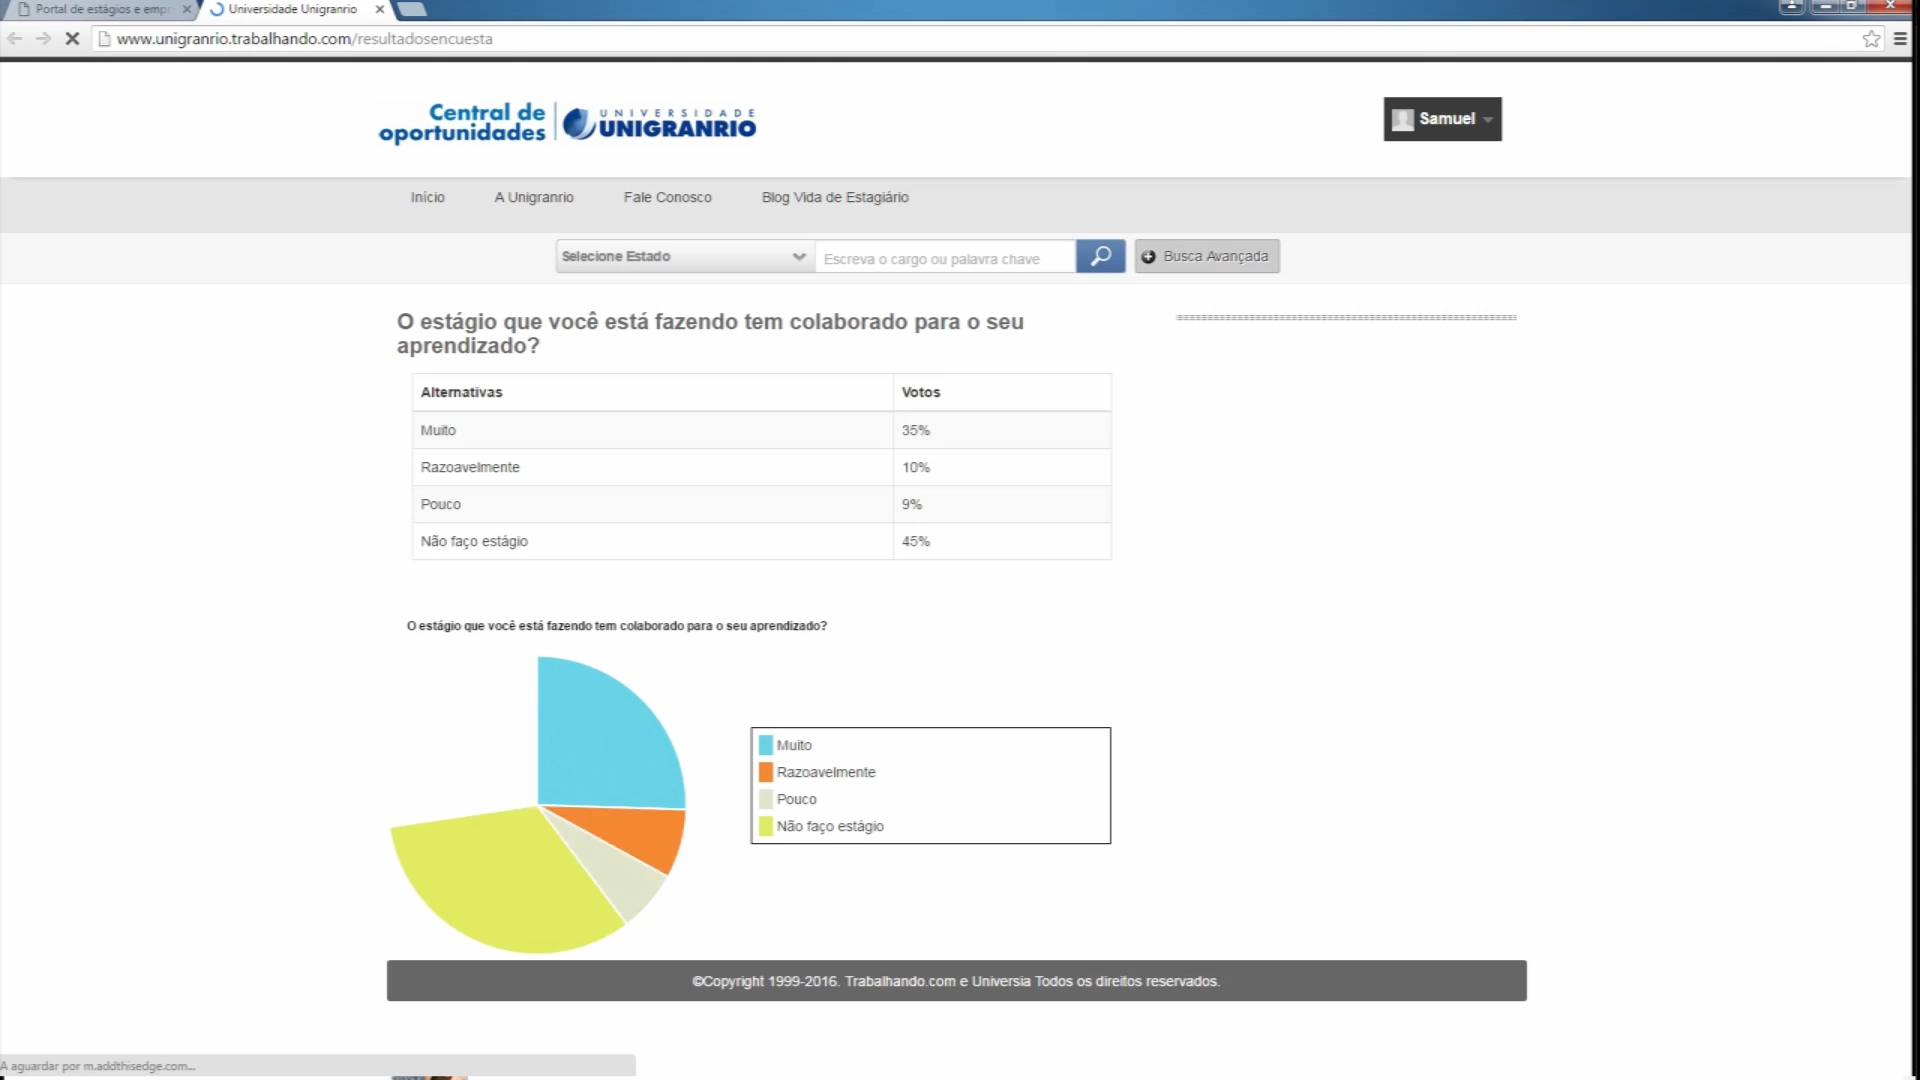 Portal de estágios e empr
Universidade Unigranrio
www.unigranrio.trabalhando.com/resultadosencuesta
Central de
oportunidades
UNIVERSIDADE
UNIGRANRIO
Samuel
Início A Unigranrio Fale Conosco Blog Vida de Estagiário
Selecione Estado Escreva o cargo ou palavra chave Busca Avançada
O estágio que você está fazendo tem colaborado para o seu
aprendizado?
Alternativas Votos
Muito 35%
Razoavelmente 10%
Pouco 9%
Não faço estágio 45%
O estágio que você está fazendo tem colaborado para o seu aprendizado?
Muito
Razoavelmente
Pouco
Não faço estágio
©Copyright 1999-2016. Trabalhando.com e Universia Todos os direitos reservados.
A aguardar por m.addthisedge.com...